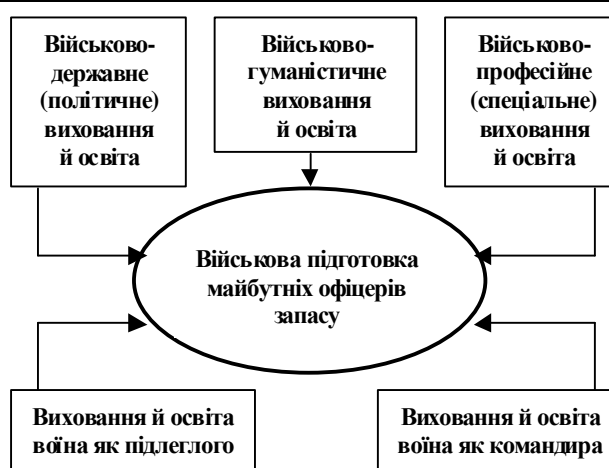 Військово-
державне
(політичне)
виховання
й освіта
Військово-
гуманістичне
виховання
й освіта
Військово-
професійне
(спеціальне)
виховання
й освіта
Військова підготовка
майбутніх офіцерів
запасу
Виховання й освіта
воїна як підлеглого
Виховання й освіта
воїна як командира